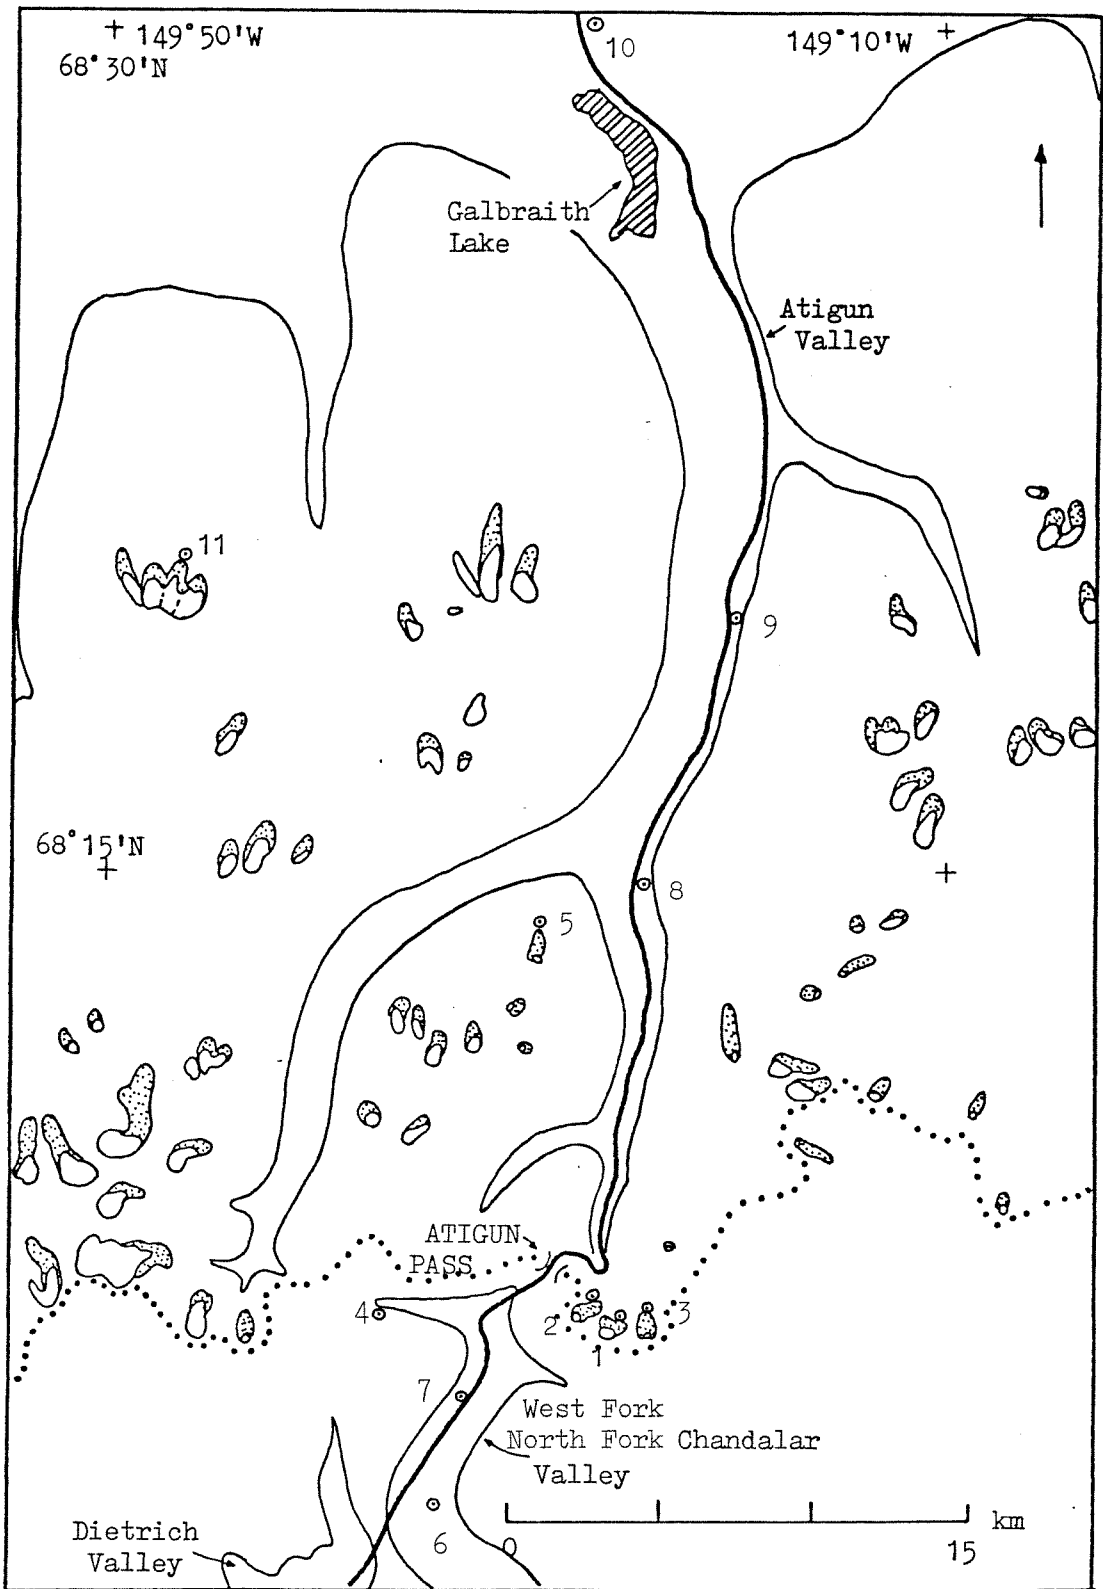 149°50'W
68°30'N
10
149°10'W
Galbraith
Lake
Atigun
Valley
11
9
68°15'N
8
5
ATIGUN
PASS
4
2
3
1
7
West Fork
North Fork Chandalar
Valley
Dietrich
Valley
6
0
15
km